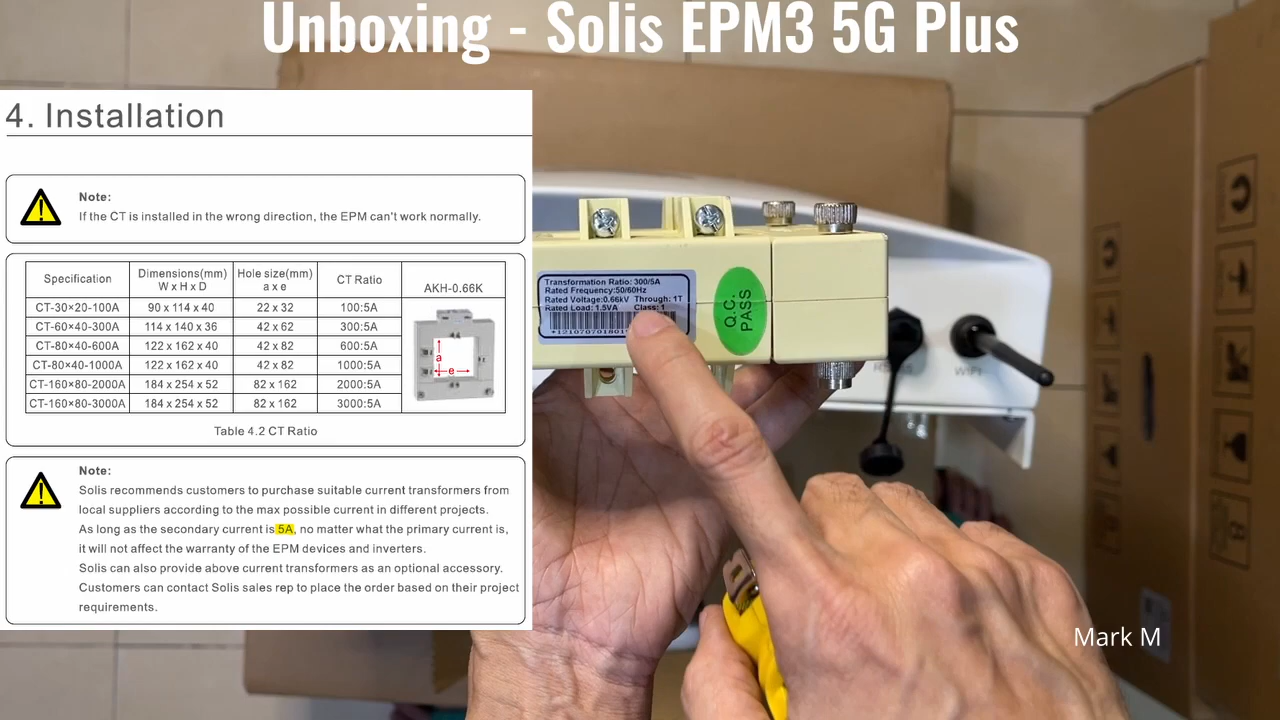 Unboxing - Solis EPM3 5G Plus
4. Installation
Note:
If the CT is installed in the wrong direction, the EPM can't work normally.
Specification Dimensions(mm) W x H x D Hole size(mm) a x e CT Ratio AKH-0.66K
CT-30×20-100A 90 x 114 x 40 22 x 32 100:5A
CT-60×40-300A 114 x 140 x 36 42 x 62 300:5A
CT-80×40-600A 122 x 162 x 40 42 x 82 600:5A
CT-80×40-1000A 122 x 162 x 40 42 x 82 1000:5A
CT-160×80-2000A 184 x 254 x 52 82 x 162 2000:5A
CT-160×80-3000A 184 x 254 x 52 82 x 162 3000:5A
a
e
Table 4.2 CT Ratio
Note:
Solis recommends customers to purchase suitable current transformers from
local suppliers according to the max possible current in different projects.
As long as the secondary current is 5A, no matter what the primary current is,
it will not affect the warranty of the EPM devices and inverters.
Solis can also provide above current transformers as an optional accessory.
Customers can contact Solis sales rep to place the order based on their project
requirements.
Transformation Ratio: 300/5A
Rated Frequency:50/60Hz
Rated Voltage:0.66kV Through: 1T
Rated Load: 1.5VA Class: 1
Q.C.
PASS
WiFi
Mark M